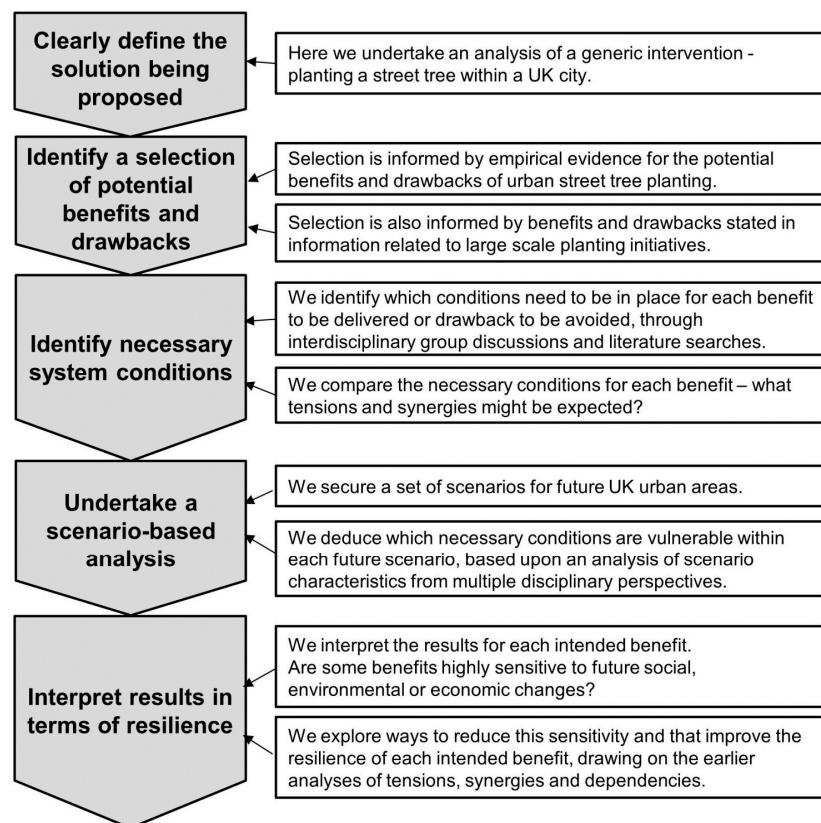 Clearly define the
solution being
proposed
Here we undertake an analysis of a generic intervention -
planting a street tree within a UK city.
Identify a selection
of potential
benefits and
drawbacks
Selection is informed by empirical evidence for the potential
benefits and drawbacks of urban street tree planting.
Selection is also informed by benefits and drawbacks stated in
information related to large scale planting initiatives.
Identify necessary
system conditions
We identify which conditions need to be in place for each benefit
to be delivered or drawback to be avoided, through
interdisciplinary group discussions and literature searches.
We compare the necessary conditions for each benefit – what
tensions and synergies might be expected?
Undertake a
scenario-based
analysis
We secure a set of scenarios for future UK urban areas.
We deduce which necessary conditions are vulnerable within
each future scenario, based upon an analysis of scenario
characteristics from multiple disciplinary perspectives.
Interpret results in
terms of resilience
We interpret the results for each intended benefit.
Are some benefits highly sensitive to future social,
environmental or economic changes?
We explore ways to reduce this sensitivity and that improve the
resilience of each intended benefit, drawing on the earlier
analyses of tensions, synergies and dependencies.